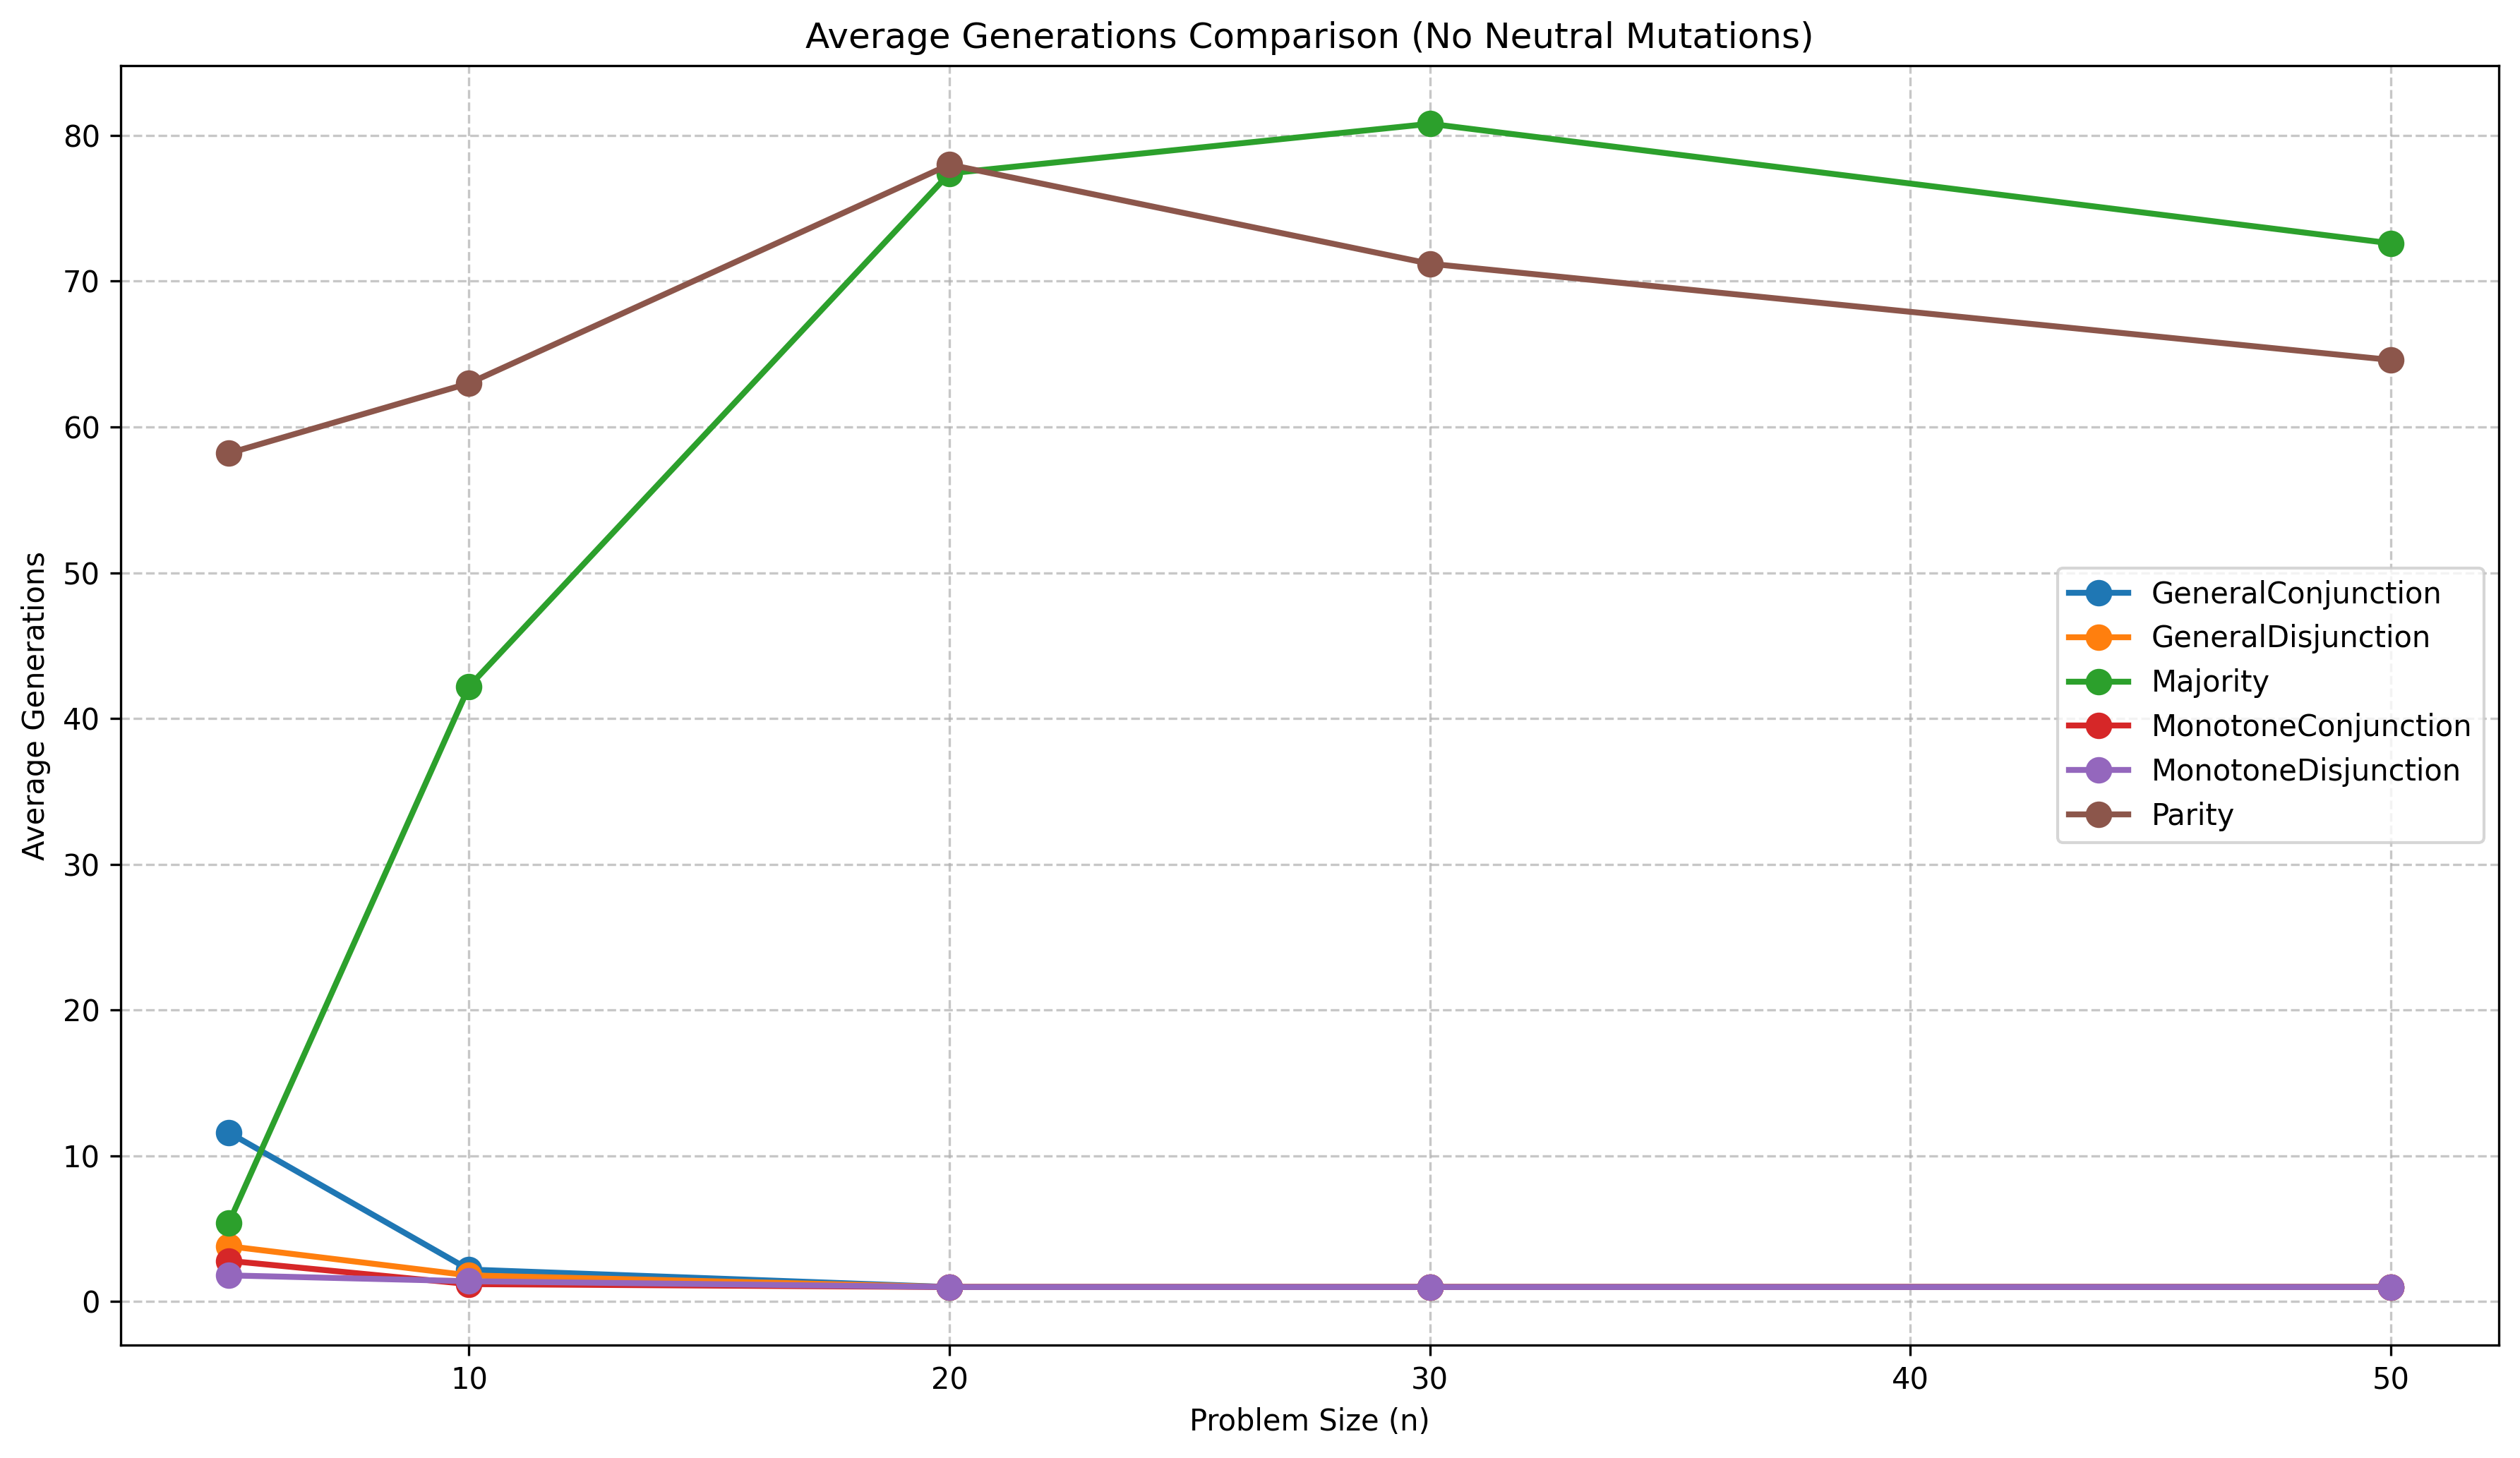 Average Generations Comparison (No Neutral Mutations)
Average Generations
80
70
60
50
40
30
20
10
0
GeneralConjunction
GeneralDisjunction
Majority
MonotoneConjunction
MonotoneDisjunction
Parity
10 20 30 40 50
Problem Size (n)